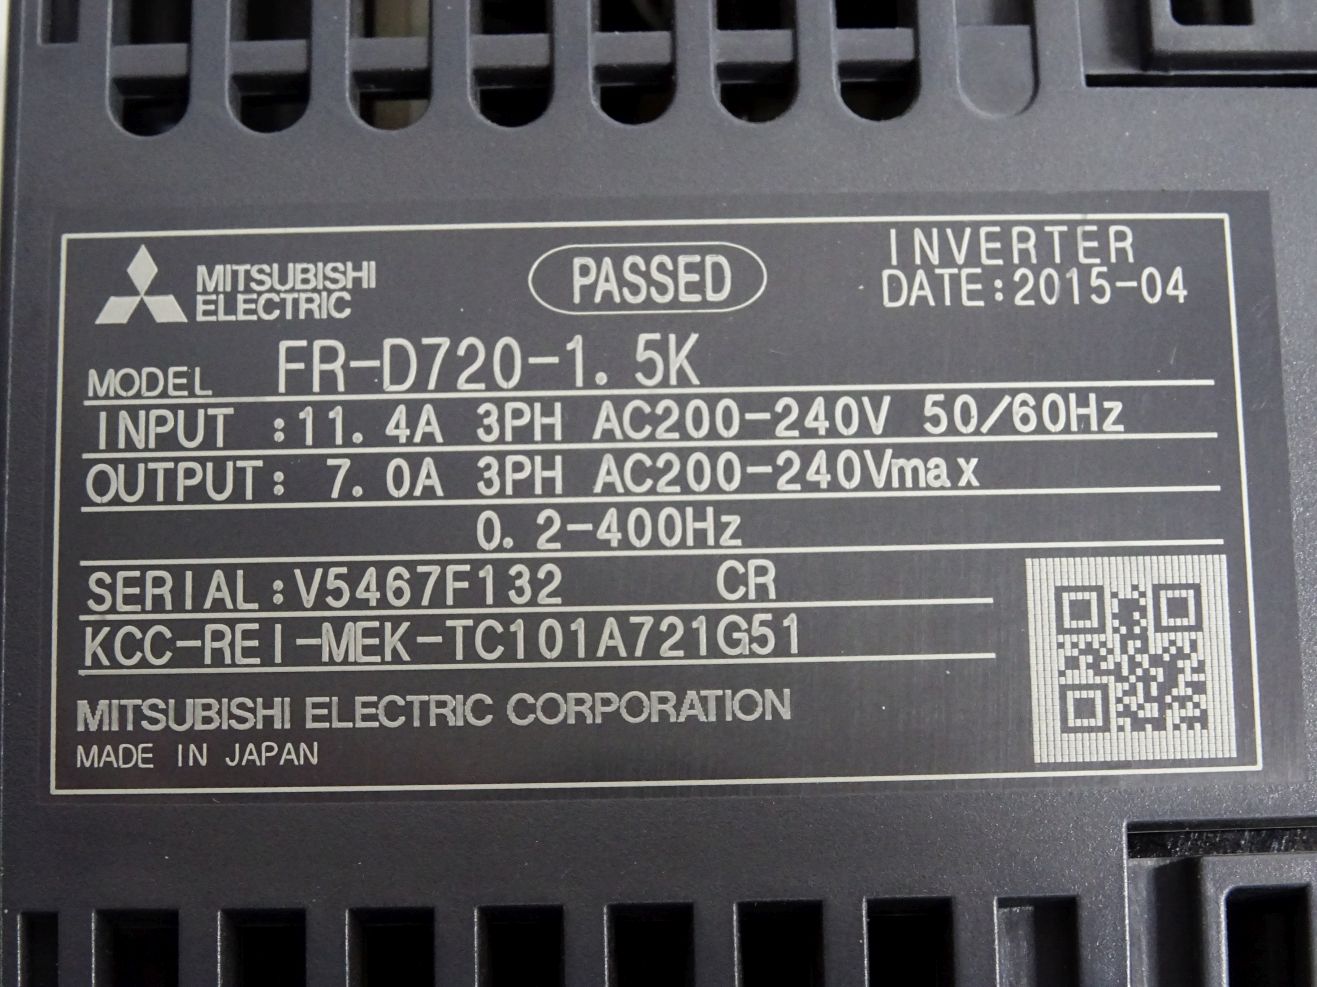 MITSUBISHI
ELECTRIC
PASSED
INVERTER
DATE:2015-04
MODEL FR-D720-1.5K
INPUT :11.4A 3PH AC200-240V 50/60Hz
OUTPUT: 7.0A 3PH AC200-240Vmax
0.2-400Hz
SERIAL:V5467F132 CR
KCC-REI-MEK-TC101A721G51
MITSUBISHI ELECTRIC CORPORATION
MADE IN JAPAN